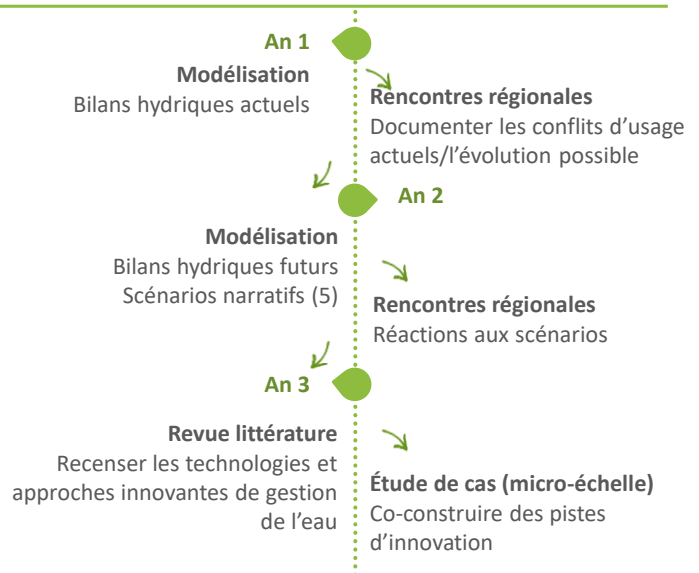 An 1
Modélisation
Bilans hydriques actuels
Rencontres régionales
Documenter les conflits d’usage
actuels/l’évolution possible
An 2
Modélisation
Bilans hydriques futurs
Scénarios narratifs (5)
Rencontres régionales
Réactions aux scénarios
An 3
Revue littérature
Recenser les technologies et
approches innovantes de gestion
de l’eau
Étude de cas (micro-échelle)
Co-construire des pistes
d’innovation